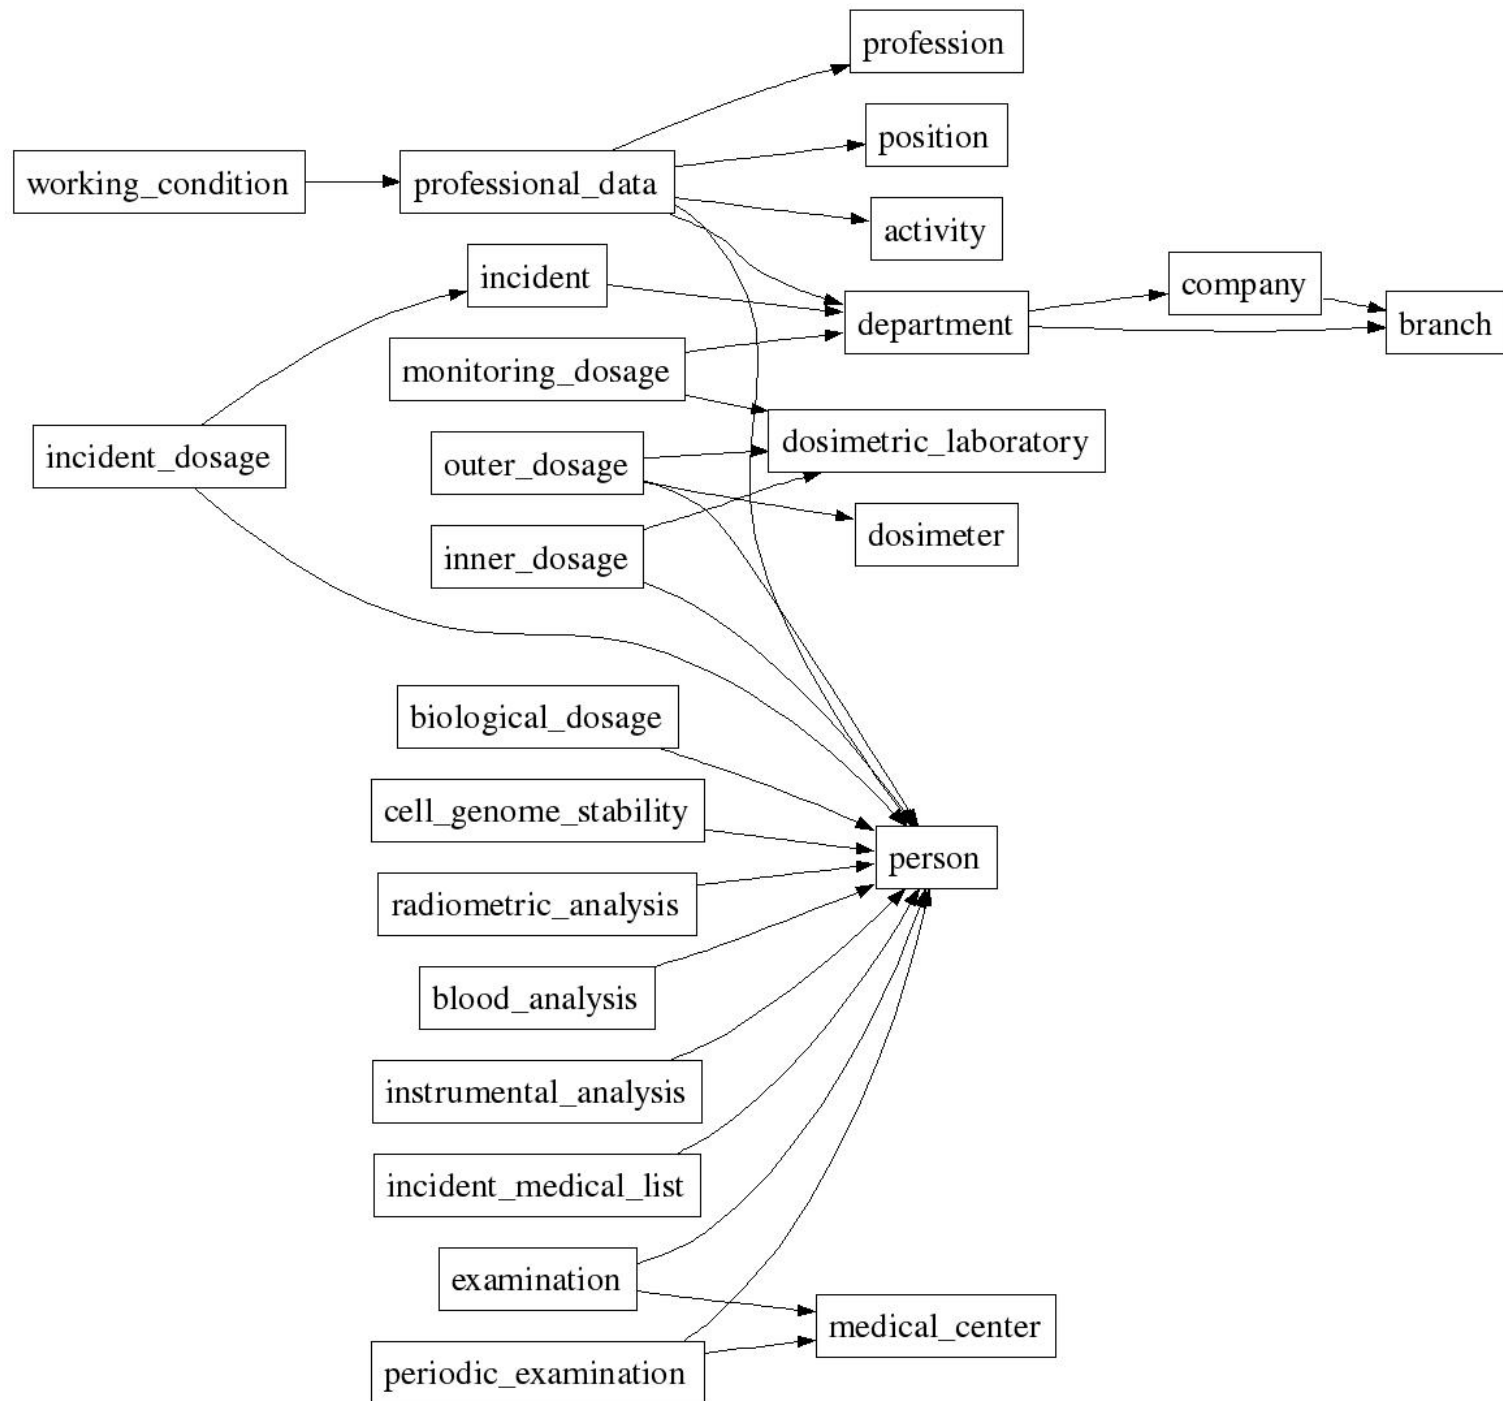 profession
position
working_condition
professional_data
activity
incident
company
department
branch
monitoring_dosage
dosimetric_laboratory
incident_dosage
outer_dosage
dosimeter
inner_dosage
biological_dosage
cell_genome_stability
person
radiometric_analysis
blood_analysis
instrumental_analysis
incident_medical_list
examination
medical_center
periodic_examination